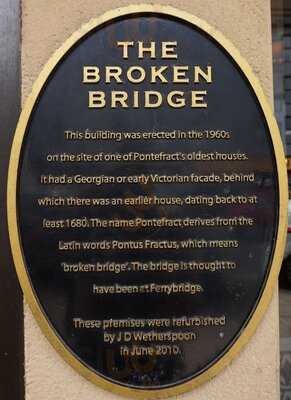 THE
BROKEN
BRIDGE
This building was erected in the 1960s
on the site of one of Pontefract's oldest houses.
It had a Georgian or early Victorian facade, behind
which there was an earlier house, dating back to at
least 1680. The name Pontefract derives from the
Latin words Pontus Fractus, which means
'broken bridge'. The bridge is thought to
have been at Ferrybridge.
These premises were refurbished
by J D Wetherspoon
in June 2010.